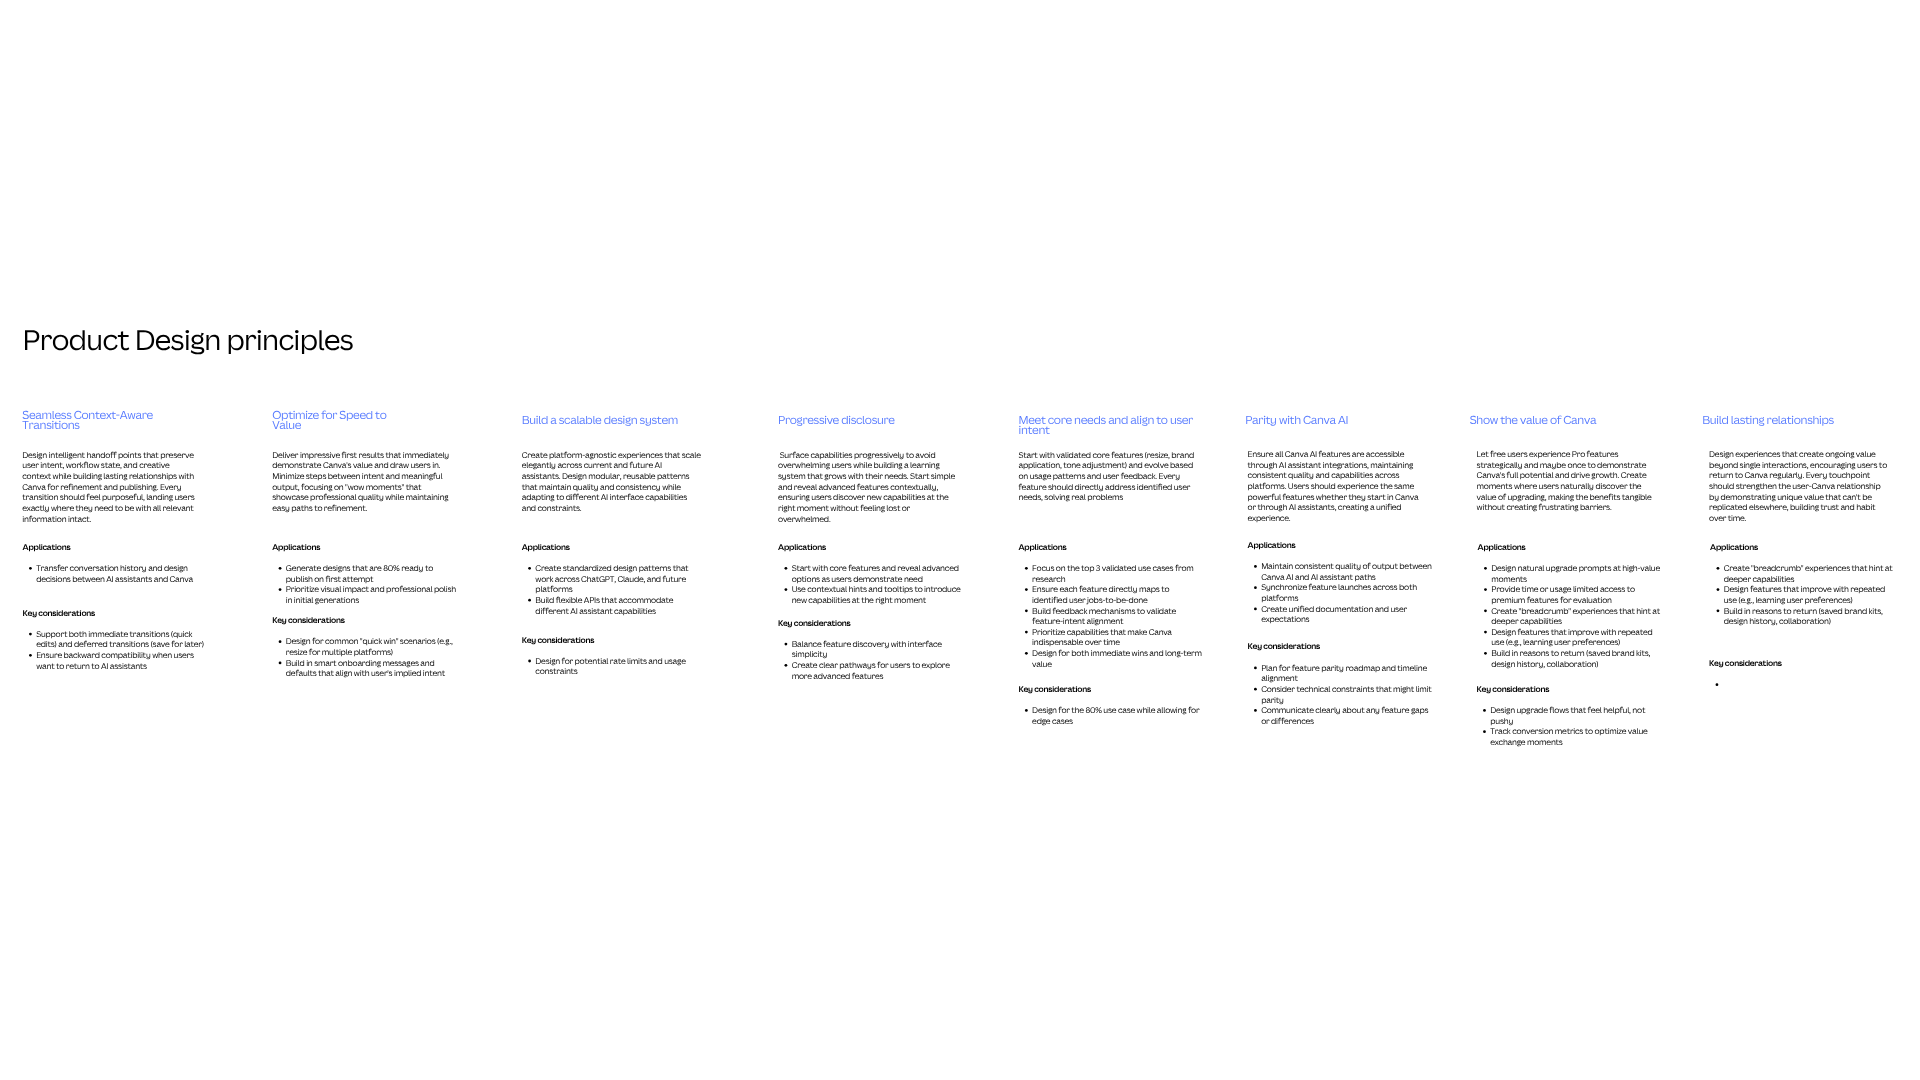 Product Design principles
Seamless Context-Aware
Transitions
Design intelligent handoff points that preserve
user intent, workflow state, and creative
context while building lasting relationships with
Canva for refinement and publishing. Every
transition should feel purposeful, landing users
exactly where they need to be with all relevant
information intact.
Applications
• Transfer conversation history and design
decisions between AI assistants and Canva
Key considerations
• Support both immediate transitions (quick
edits) and deferred transitions (save for later)
• Ensure backward compatibility when users
want to return to AI assistants
Optimize for Speed to
Value
Deliver impressive first results that immediately
demonstrate Canva's value and draw users in.
Minimize steps between intent and meaningful
output, focusing on "wow moments" that
showcase professional quality while maintaining
easy paths to refinement.
Applications
• Generate designs that are 80% ready to
publish on first attempt
• Prioritize visual impact and professional polish
in initial generations
Key considerations
• Design for common "quick win" scenarios (e.g.,
resize for multiple platforms)
• Build in smart onboarding messages and
defaults that align with user's implied intent
Build a scalable design system
Create platform-agnostic experiences that scale
elegantly across current and future AI
assistants. Design modular, reusable patterns
that maintain quality and consistency while
adapting to different AI interface capabilities
and constraints.
Applications
• Create standardized design patterns that
work across ChatGPT, Claude, and future
platforms
• Build flexible APIs that accommodate
different AI assistant capabilities
Key considerations
• Design for potential rate limits and usage
constraints
Progressive disclosure
Surface capabilities progressively to avoid
overwhelming users while building a learning
system that grows with their needs. Start simple
and reveal advanced features contextually,
ensuring users discover new capabilities at the
right moment without feeling lost or
overwhelmed.
Applications
• Start with core features and reveal advanced
options as users demonstrate need
• Use contextual hints and tooltips to introduce
new capabilities at the right moment
Key considerations
• Balance feature discovery with interface
simplicity
• Create clear pathways for users to explore
more advanced features
Meet core needs and align to user
intent
Start with validated core features (resize, brand
application, tone adjustment) and evolve based
on usage patterns and user feedback. Every
feature should directly address identified user
needs, solving real problems
Applications
• Focus on the top 3 validated use cases from
research
• Ensure each feature directly maps to
identified user jobs-to-be-done
• Build feedback mechanisms to validate
feature-intent alignment
• Prioritize capabilities that make Canva
indispensable over time
• Design for both immediate wins and long-term
value
Key considerations
• Design for the 80% use case while allowing for
edge cases
Parity with Canva AI
Ensure all Canva AI features are accessible
through AI assistant integrations, maintaining
consistent quality and capabilities across
platforms. Users should experience the same
powerful features whether they start in Canva
or through AI assistants, creating a unified
experience.
Applications
• Maintain consistent quality of output between
Canva AI and AI assistant paths
• Synchronize feature launches across both
platforms
• Create unified documentation and user
expectations
Key considerations
• Plan for feature parity roadmap and timeline
alignment
• Consider technical constraints that might limit
parity
• Communicate clearly about any feature gaps
or differences
Show the value of Canva
Let free users experience Pro features
strategically and maybe once to demonstrate
Canva's full potential and drive growth. Create
moments where users naturally discover the
value of upgrading, making the benefits tangible
without creating frustrating barriers.
Applications
• Design natural upgrade prompts at high-value
moments
• Provide time or usage limited access to
premium features for evaluation
• Create "breadcrumb" experiences that hint at
deeper capabilities
• Design features that improve with repeated
use (e.g., learning user preferences)
• Build in reasons to return (saved brand kits,
design history, collaboration)
Key considerations
• Design upgrade flows that feel helpful, not
pushy
• Track conversion metrics to optimize value
exchange moments
Build lasting relationships
Design experiences that create ongoing value
beyond single interactions, encouraging users to
return to Canva regularly. Every touchpoint
should strengthen the user-Canva relationship
by demonstrating unique value that can't be
replicated elsewhere, building trust and habit
over time.
Applications
• Create "breadcrumb" experiences that hint at
deeper capabilities
• Design features that improve with repeated
use (e.g., learning user preferences)
• Build in reasons to return (saved brand kits,
design history, collaboration)
Key considerations
•